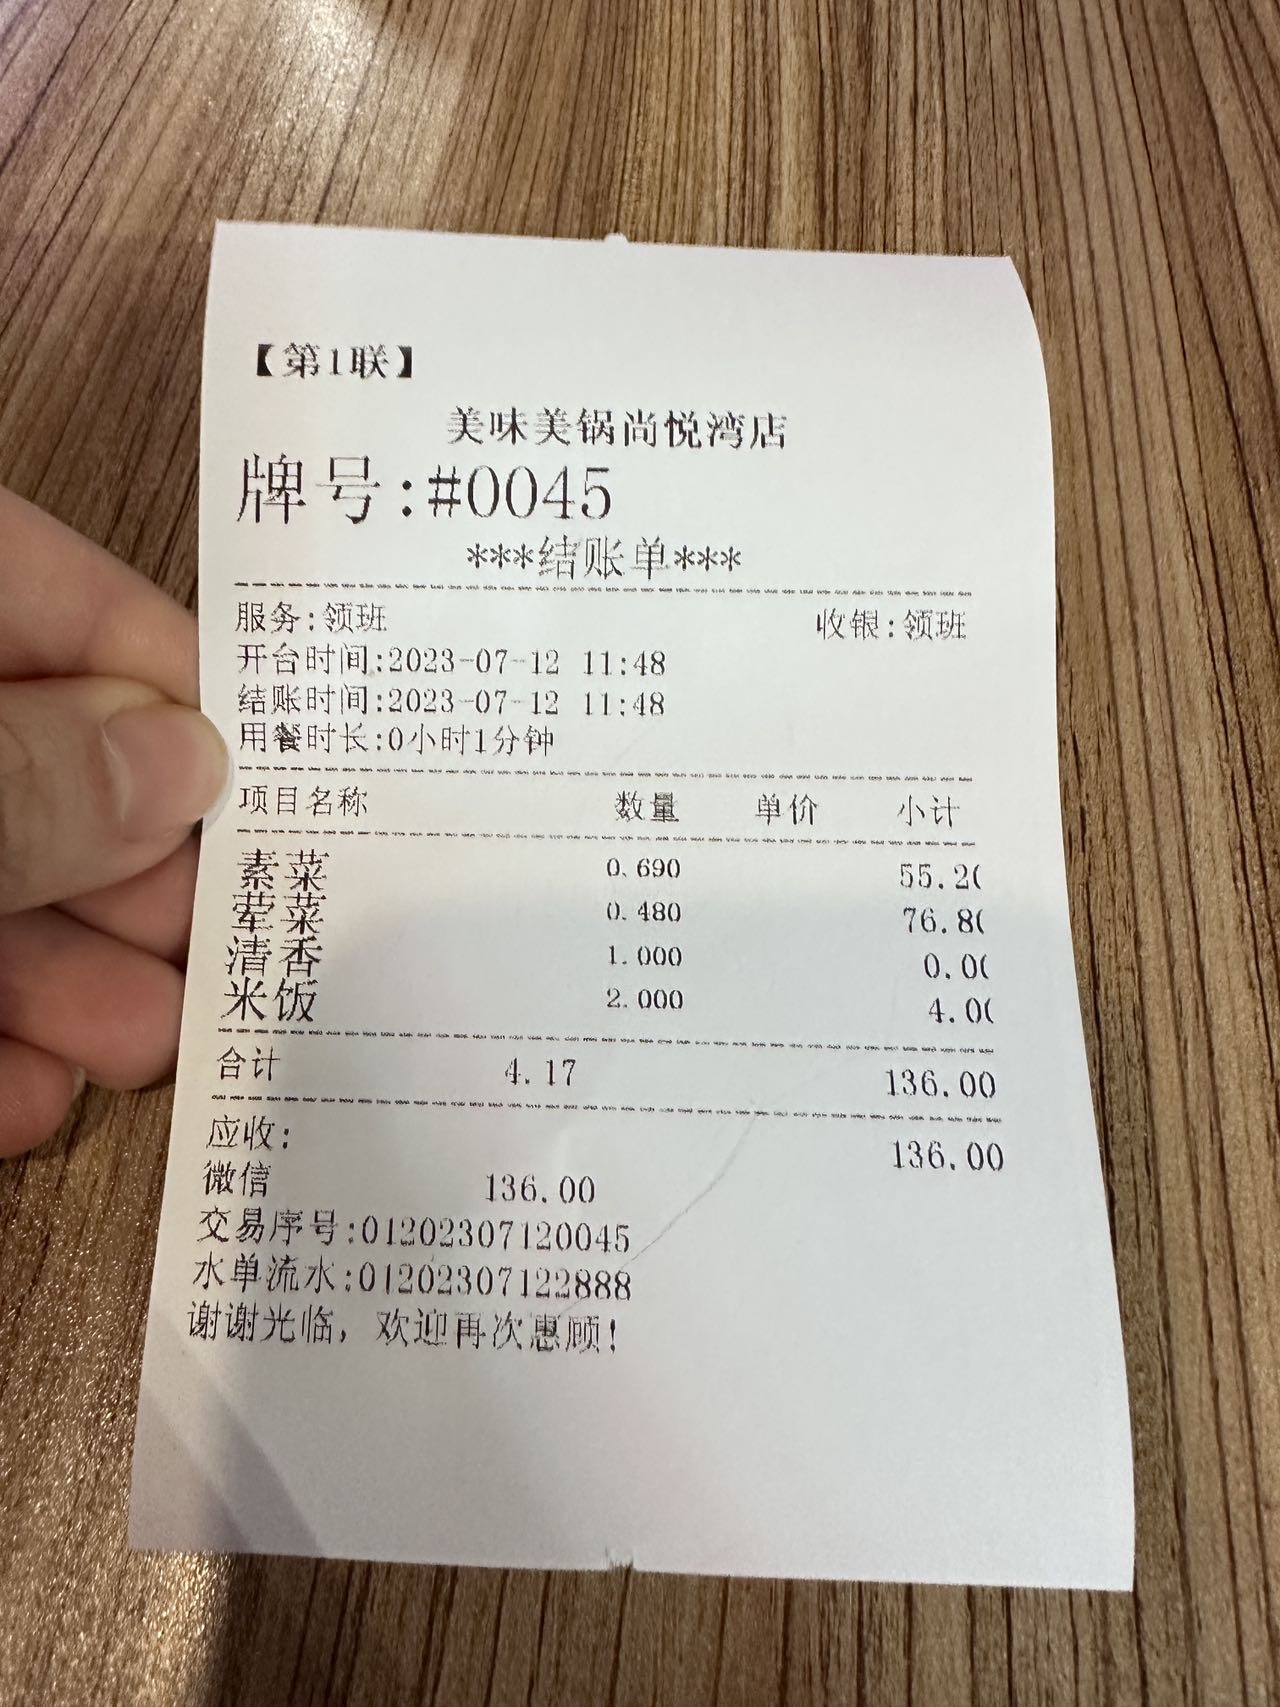 【第1联】
美味美锅尚悦湾店
牌号:#0045
***结账单***
服务:领班 收银:领班
开台时间:2023-07-12 11:48
结账时间:2023-07-12 11:48
用餐时长:0小时1分钟
项目名称 数量 单价 小计
素菜 0.690 55.2(
荤菜 0.480 76.8(
清香 1.000 0.0(
米饭 2.000 4.0(
合计 4.17 136.00
应收: 136.00
微信 136.00
交易序号:01202307120045
水单流水:01202307122888
谢谢光临，欢迎再次惠顾!